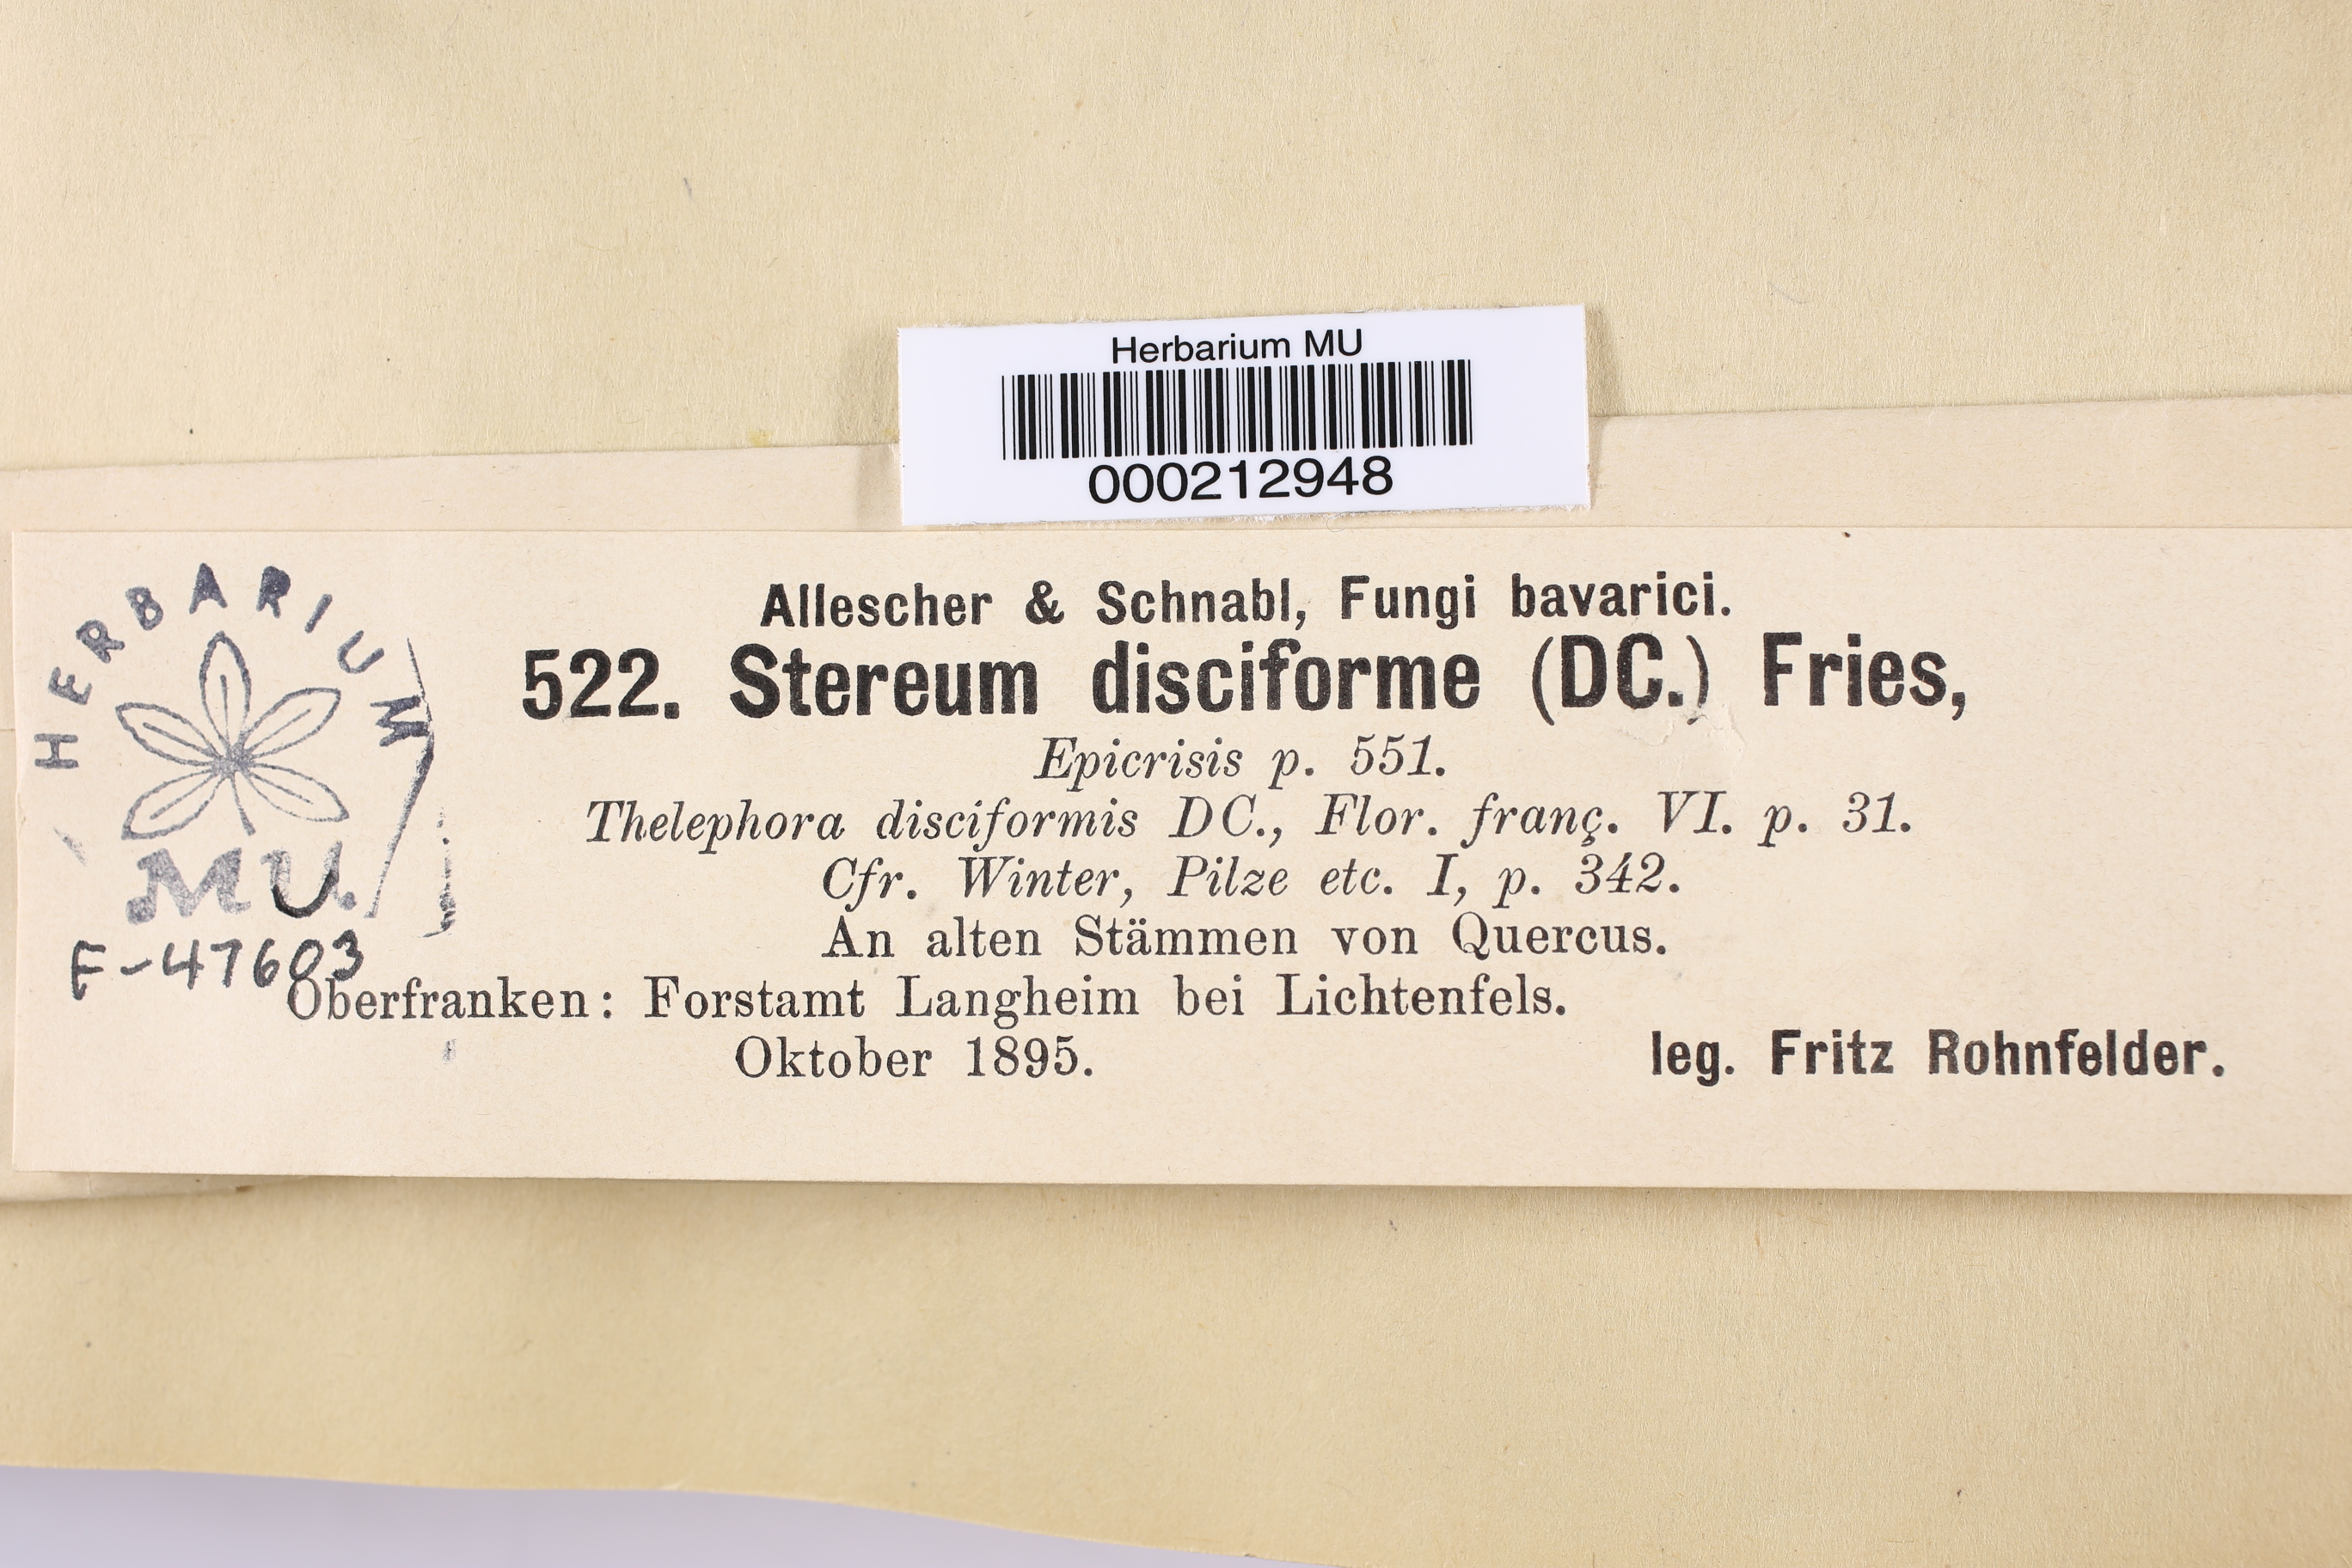 Herbarium MU
000212948
HERBARIUM
MU.
F-47603
Allescher & Schnabl, Fungi bavarici.
522. Stereum disciforme (DC.) Fries,
Epicrisis p. 551.
Thelephora disciformis DC., Flor. franç. VI. p. 31.
Cfr. Winter, Pilze etc. I, p. 342.
An alten Stämmen von Quercus.
Oberfranken: Forstamt Langheim bei Lichtenfels.
Oktober 1895. leg. Fritz Rohnfelder.